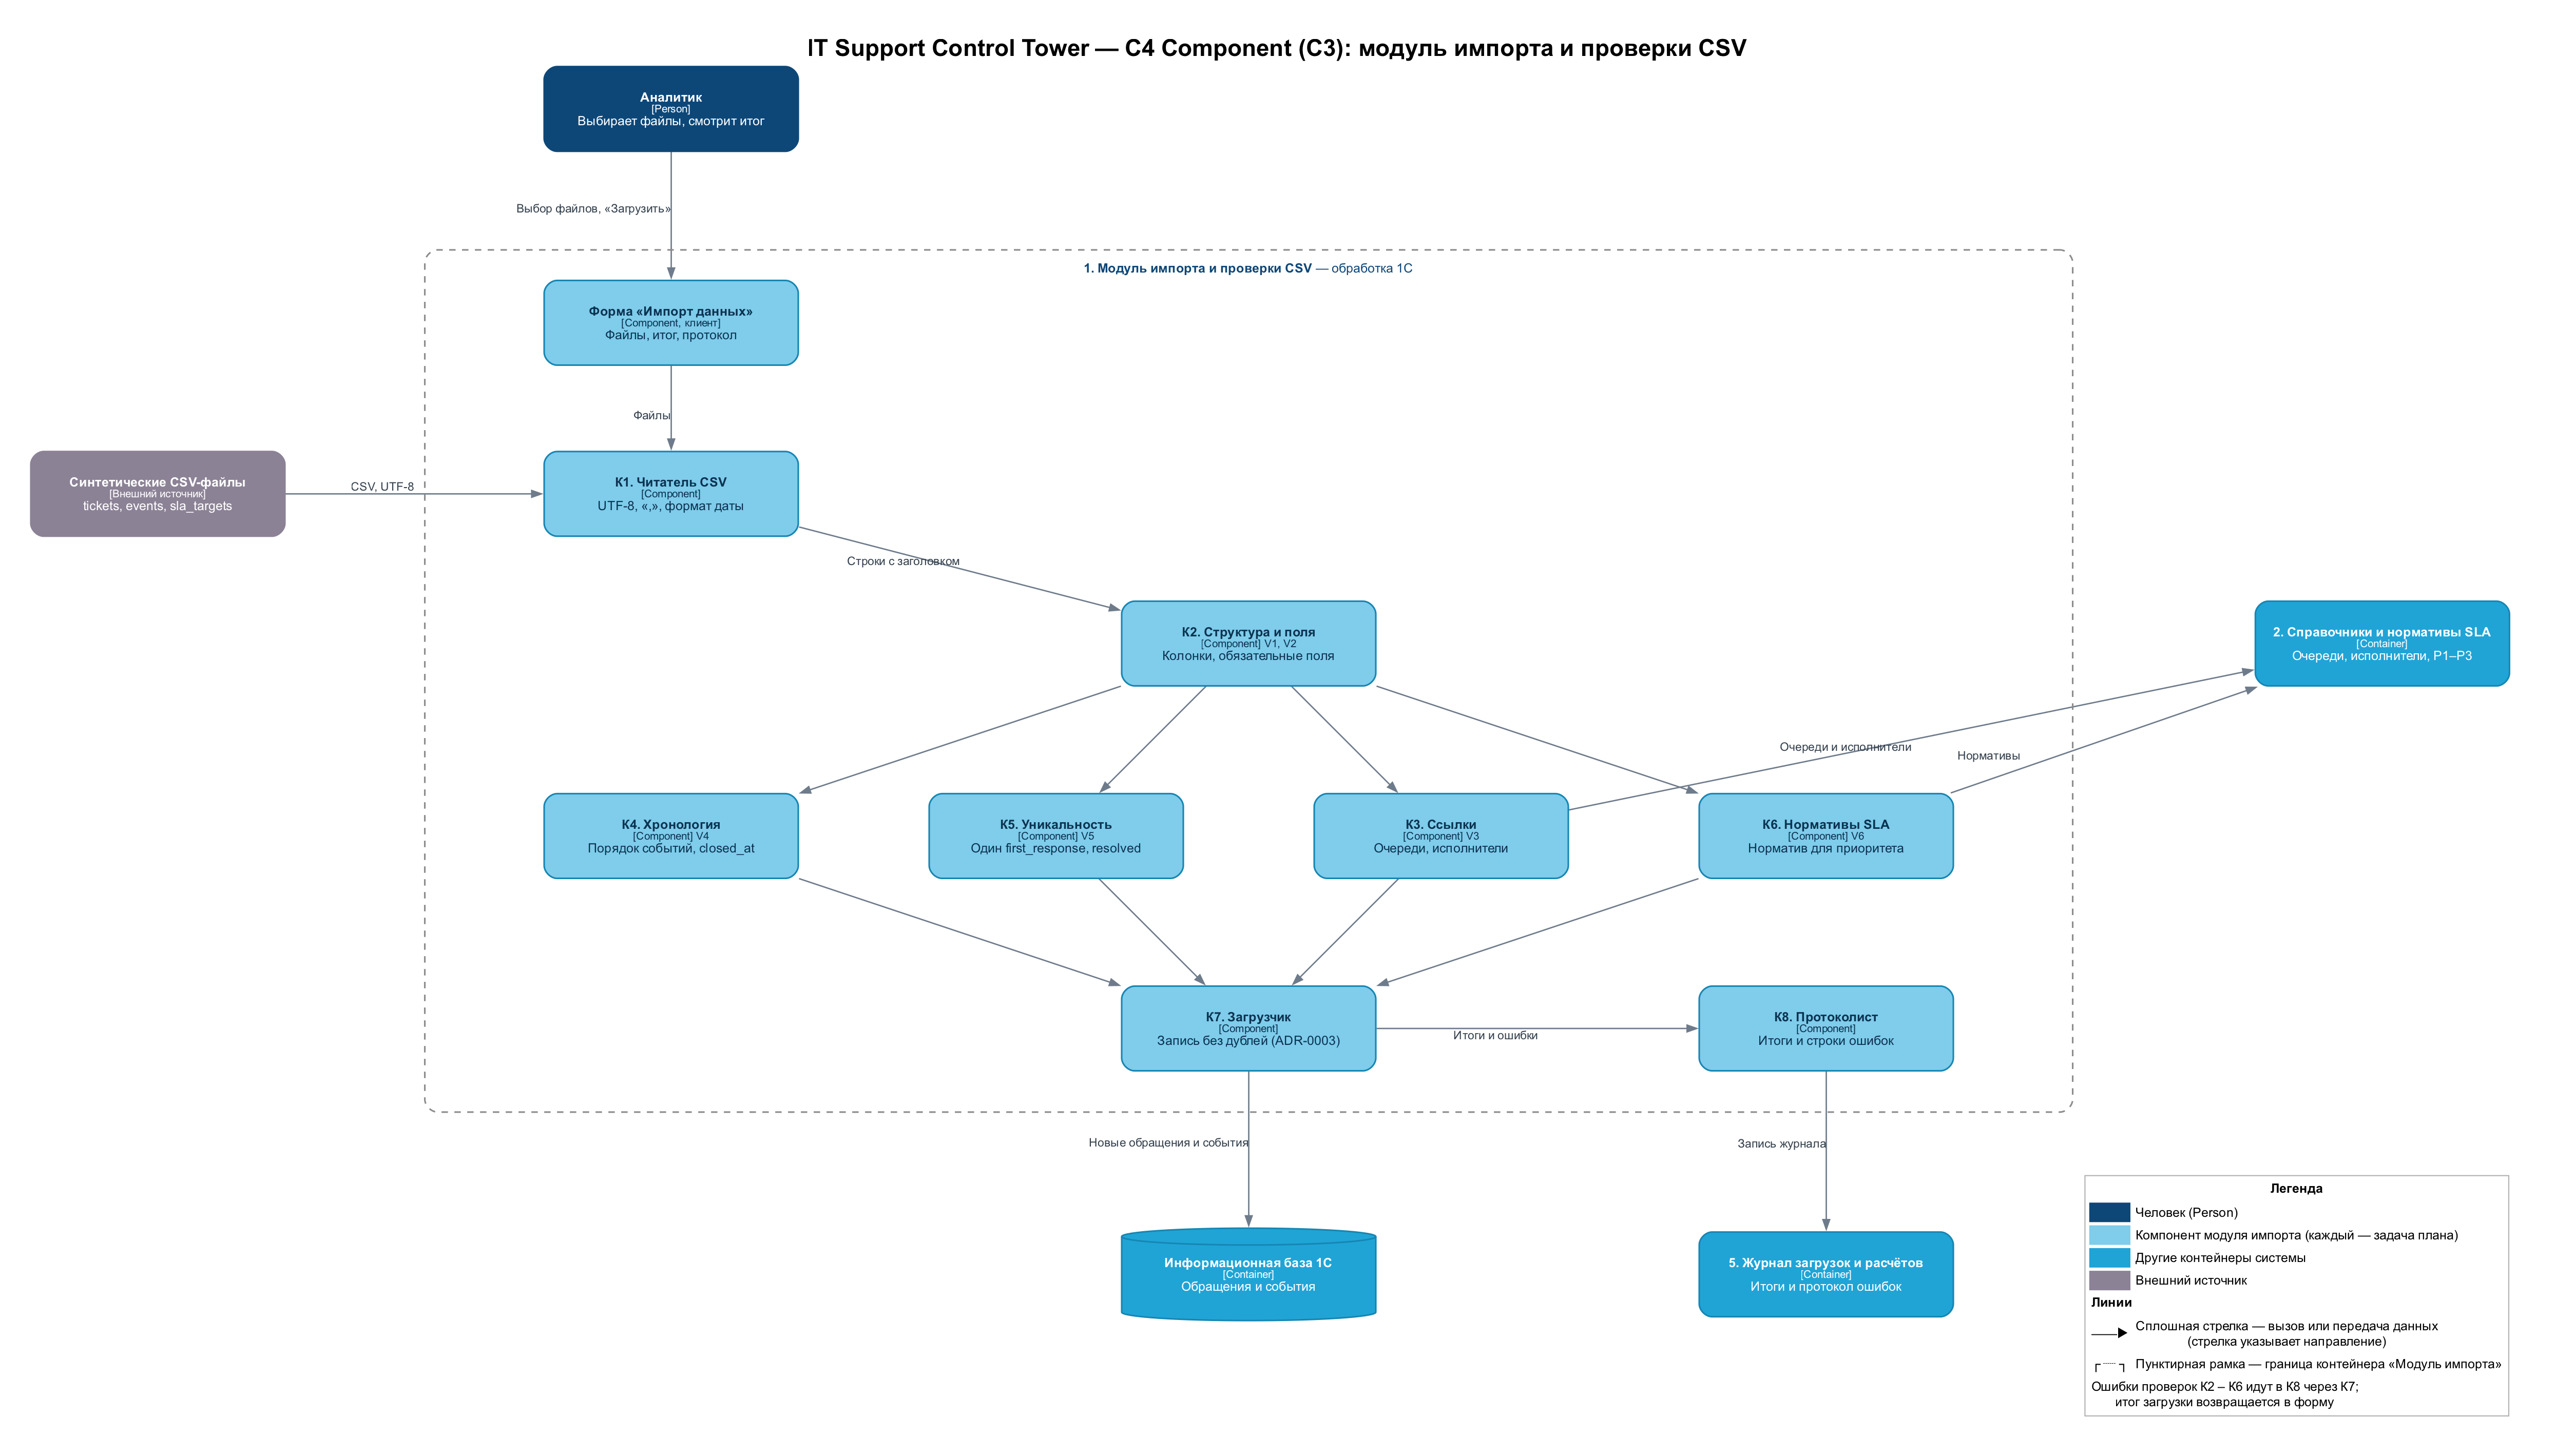 IT Support Control Tower — C4 Component (C3): модуль импорта и проверки CSV
Аналитик
[Person]
Выбирает файлы, смотрит итог
Выбор файлов, «Загрузить»
1. Модуль импорта и проверки CSV — обработка 1С
Форма «Импорт данных»
[Component, клиент]
Файлы, итог, протокол
Файлы
Синтетические CSV-файлы
[Внешний источник]
tickets, events, sla_targets
CSV, UTF-8
К1. Читатель CSV
[Component]
UTF-8, «,», формат даты
Строки с заголовком
К2. Структура и поля
[Component] V1, V2
Колонки, обязательные поля
2. Справочники и нормативы SLA
[Container]
Очереди, исполнители, P1–P3
Очереди и исполнители
Нормативы
К4. Хронология
[Component] V4
Порядок событий, closed_at
К5. Уникальность
[Component] V5
Один first_response, resolved
К3. Ссылки
[Component] V3
Очереди, исполнители
К6. Нормативы SLA
[Component] V6
Норматив для приоритета
К7. Загрузчик
[Component]
Запись без дублей (ADR-0003)
Итоги и ошибки
К8. Протоколист
[Component]
Итоги и строки ошибок
Новые обращения и события
Запись журнала
Информационная база 1С
[Container]
Обращения и события
5. Журнал загрузок и расчётов
[Container]
Итоги и протокол ошибок
Легенда
Человек (Person)
Компонент модуля импорта (каждый — задача плана)
Другие контейнеры системы
Внешний источник
Линии
Сплошная стрелка — вызов или передача данных
(стрелка указывает направление)
Пунктирная рамка — граница контейнера «Модуль импорта»
Ошибки проверок К2 – К6 идут в К8 через К7;
итог загрузки возвращается в форму